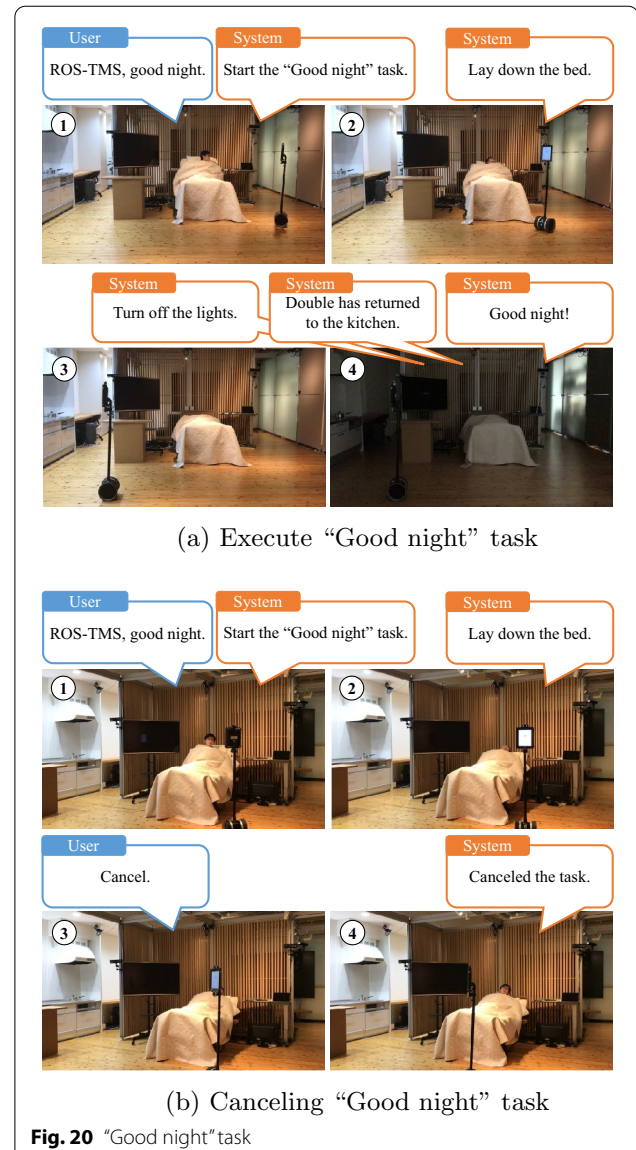 User
System
System
ROS-TMS, good night.
Start the “Good night” task.
Lay down the bed.
1
2
System
System
System
Turn off the lights.
Double has returned
to the kitchen.
Good night!
3
4
(a) Execute “Good night” task
User
System
System
ROS-TMS, good night.
Start the “Good night” task.
Lay down the bed.
1
2
User
System
Cancel.
Canceled the task.
3
4
(b) Canceling “Good night” task
Fig. 20 “Good night” task